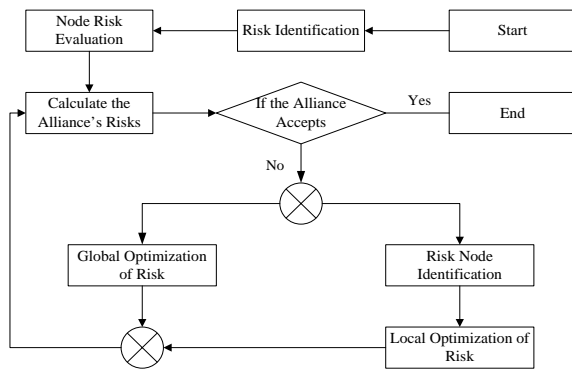 Node Risk
Evaluation
Risk Identification
Start
Calculate the
Alliance's Risks
If the Alliance
Accepts
Yes
End
No
Global Optimization
of Risk
Risk Node
Identification
Local Optimization of
Risk